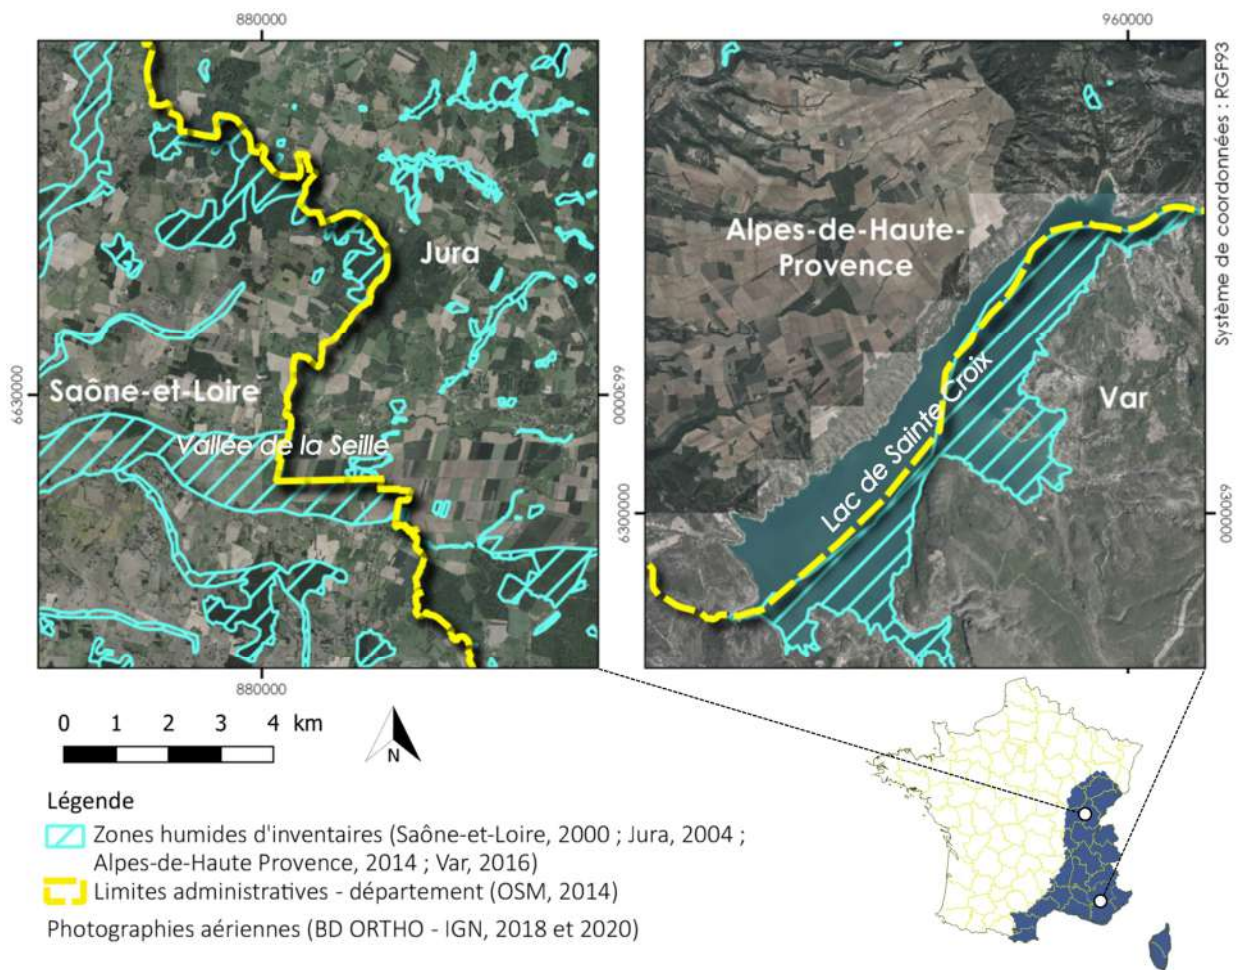 880000
960000
Système de coordonnées : RGF93
Jura
Saône-et-Loire
Vallée de la Seille
6630000
6630000
880000
Alpes-de-Haute-
Provence
Var
Lac de Sainte Croix
6300000
6300000
0 1 2 3 4 km
N
Légende
Zones humides d'inventaires (Saône-et-Loire, 2000 ; Jura, 2004 ;
Alpes-de-Haute Provence, 2014 ; Var, 2016)
Limites administratives - département (OSM, 2014)
Photographies aériennes (BD ORTHO - IGN, 2018 et 2020)